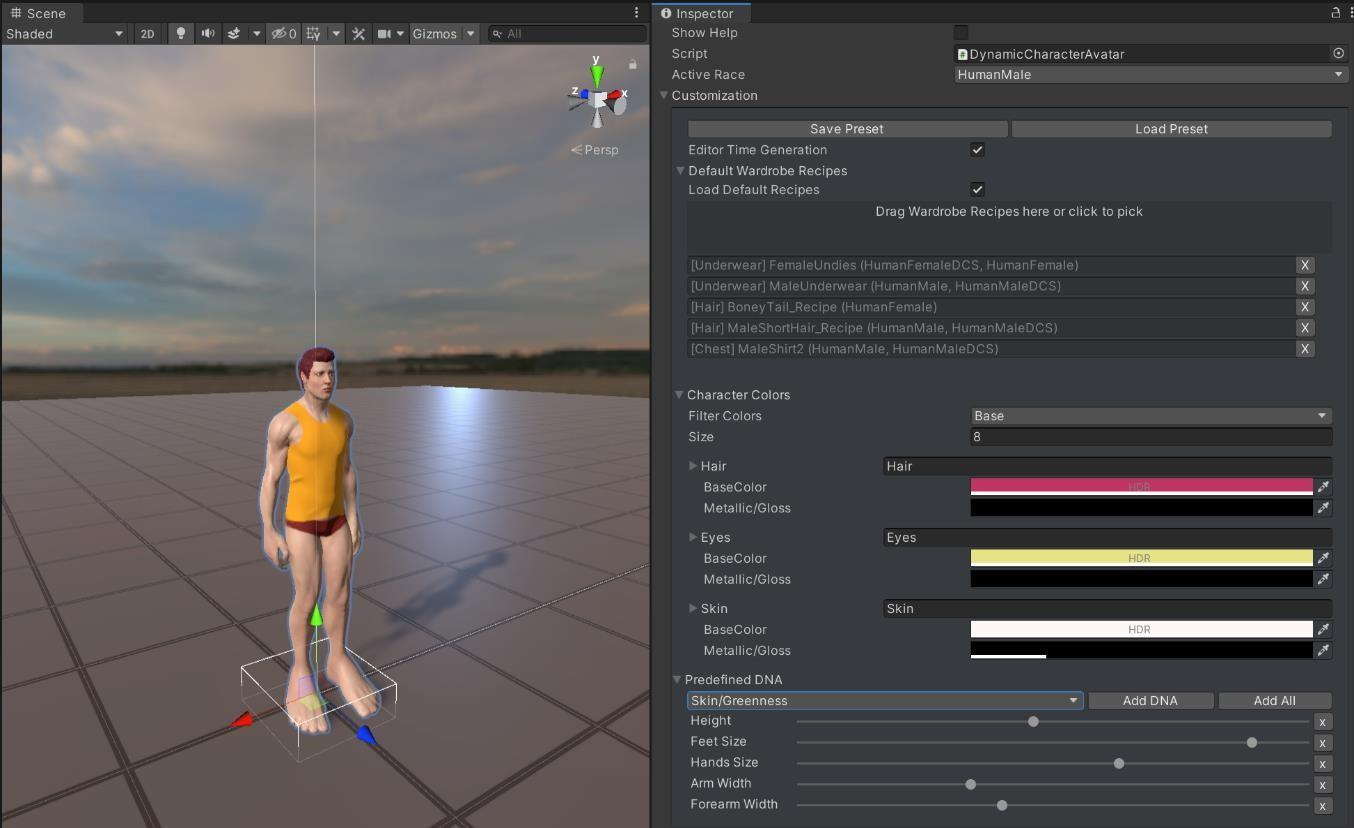 Scene
Shaded
2D
0
Gizmos
All
y
z
x
Persp
Inspector
Show Help
Script
DynamicCharacterAvatar
Active Race
HumanMale
Customization
Save Preset
Load Preset
Editor Time Generation
Default Wardrobe Recipes
Load Default Recipes
Drag Wardrobe Recipes here or click to pick
[Underwear] FemaleUndies (HumanFemaleDCS, HumanFemale)
X
[Underwear] MaleUnderwear (HumanMale, HumanMaleDCS)
X
[Hair] BoneyTail_Recipe (HumanFemale)
X
[Hair] MaleShortHair_Recipe (HumanMale, HumanMaleDCS)
X
[Chest] MaleShirt2 (HumanMale, HumanMaleDCS)
X
Character Colors
Filter Colors
Base
Size
8
Hair
Hair
BaseColor
HDR
Metallic/Gloss
Eyes
Eyes
BaseColor
HDR
Metallic/Gloss
Skin
Skin
BaseColor
HDR
Metallic/Gloss
Predefined DNA
Skin/Greenness
Add DNA
Add All
Height
x
Feet Size
x
Hands Size
x
Arm Width
x
Forearm Width
x